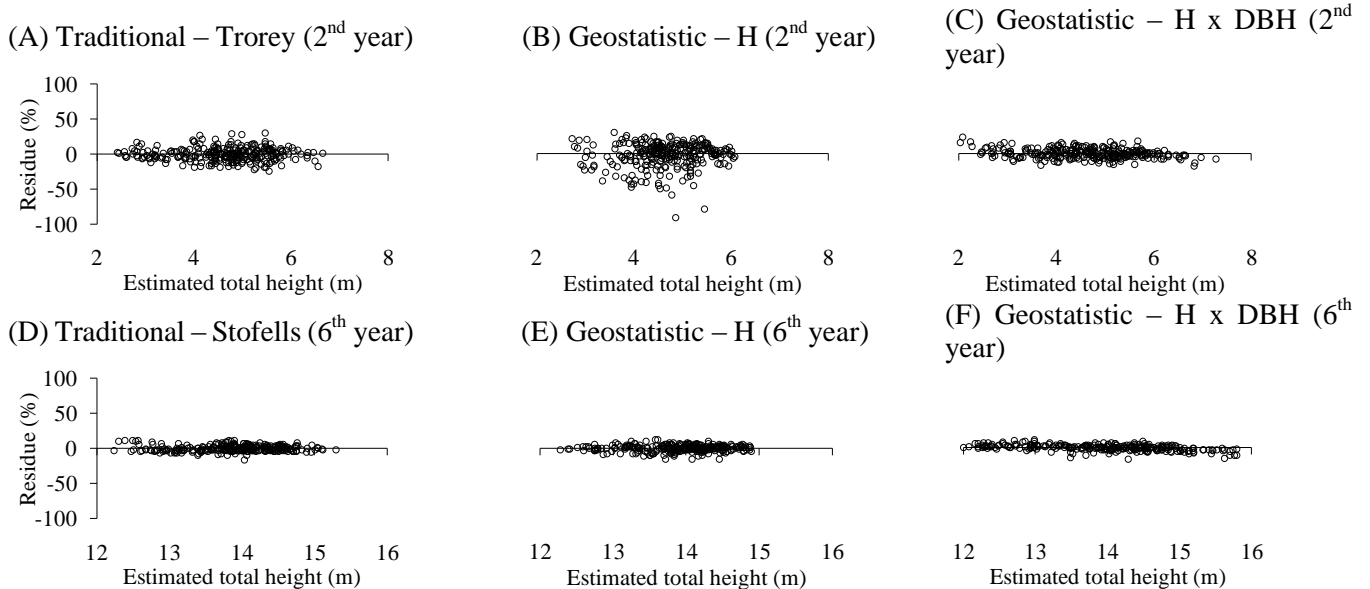 (A) Traditional – Trorey (2nd year)
(B) Geostatistic – H (2nd year)
(C) Geostatistic – H x DBH (2nd
year)
Residue (%)
100
50
0
-50
-100
2 4 6 8
Estimated total height (m)
2 4 6 8
Estimated total height (m)
2 4 6 8
Estimated total height (m)
(D) Traditional – Stofells (6th year)
(E) Geostatistic – H (6th year)
(F) Geostatistic – H x DBH (6th
year)
Residue (%)
100
50
0
-50
-100
12 13 14 15 16
Estimated total height (m)
12 13 14 15 16
Estimated total height (m)
12 13 14 15 16
Estimated total height (m)